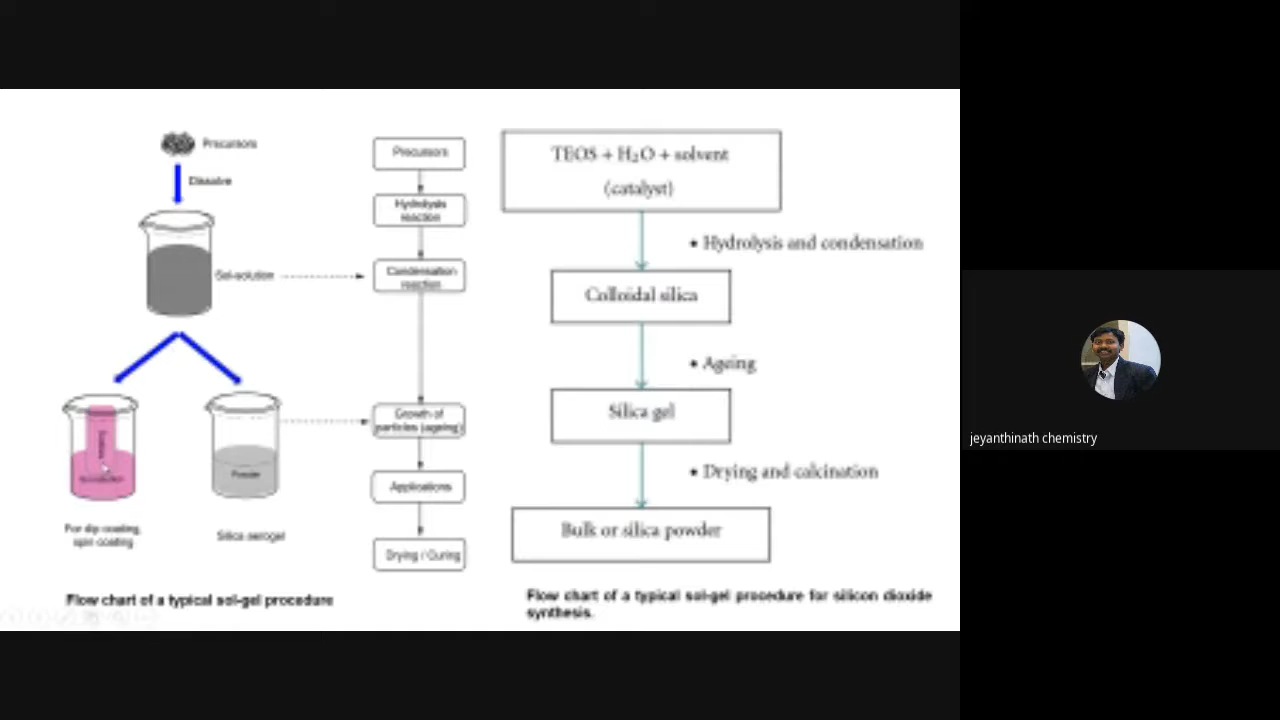 Precursors
Dissolve
Sol-solution
For dip coating,
spin coating
Powder
Silica aerogel
Flow chart of a typical sol-gel procedure
Precursors
Hydrolysis
reaction
Condensation
reaction
Growth of
particles (ageing)
Applications
Drying / Curing
TEOS + H₂O + solvent
(catalyst)
• Hydrolysis and condensation
Colloidal silica
• Ageing
Silica gel
• Drying and calcination
Bulk or silica powder
Flow chart of a typical sol-gel procedure for silicon dioxide
synthesis.
jeyanthinath chemistry